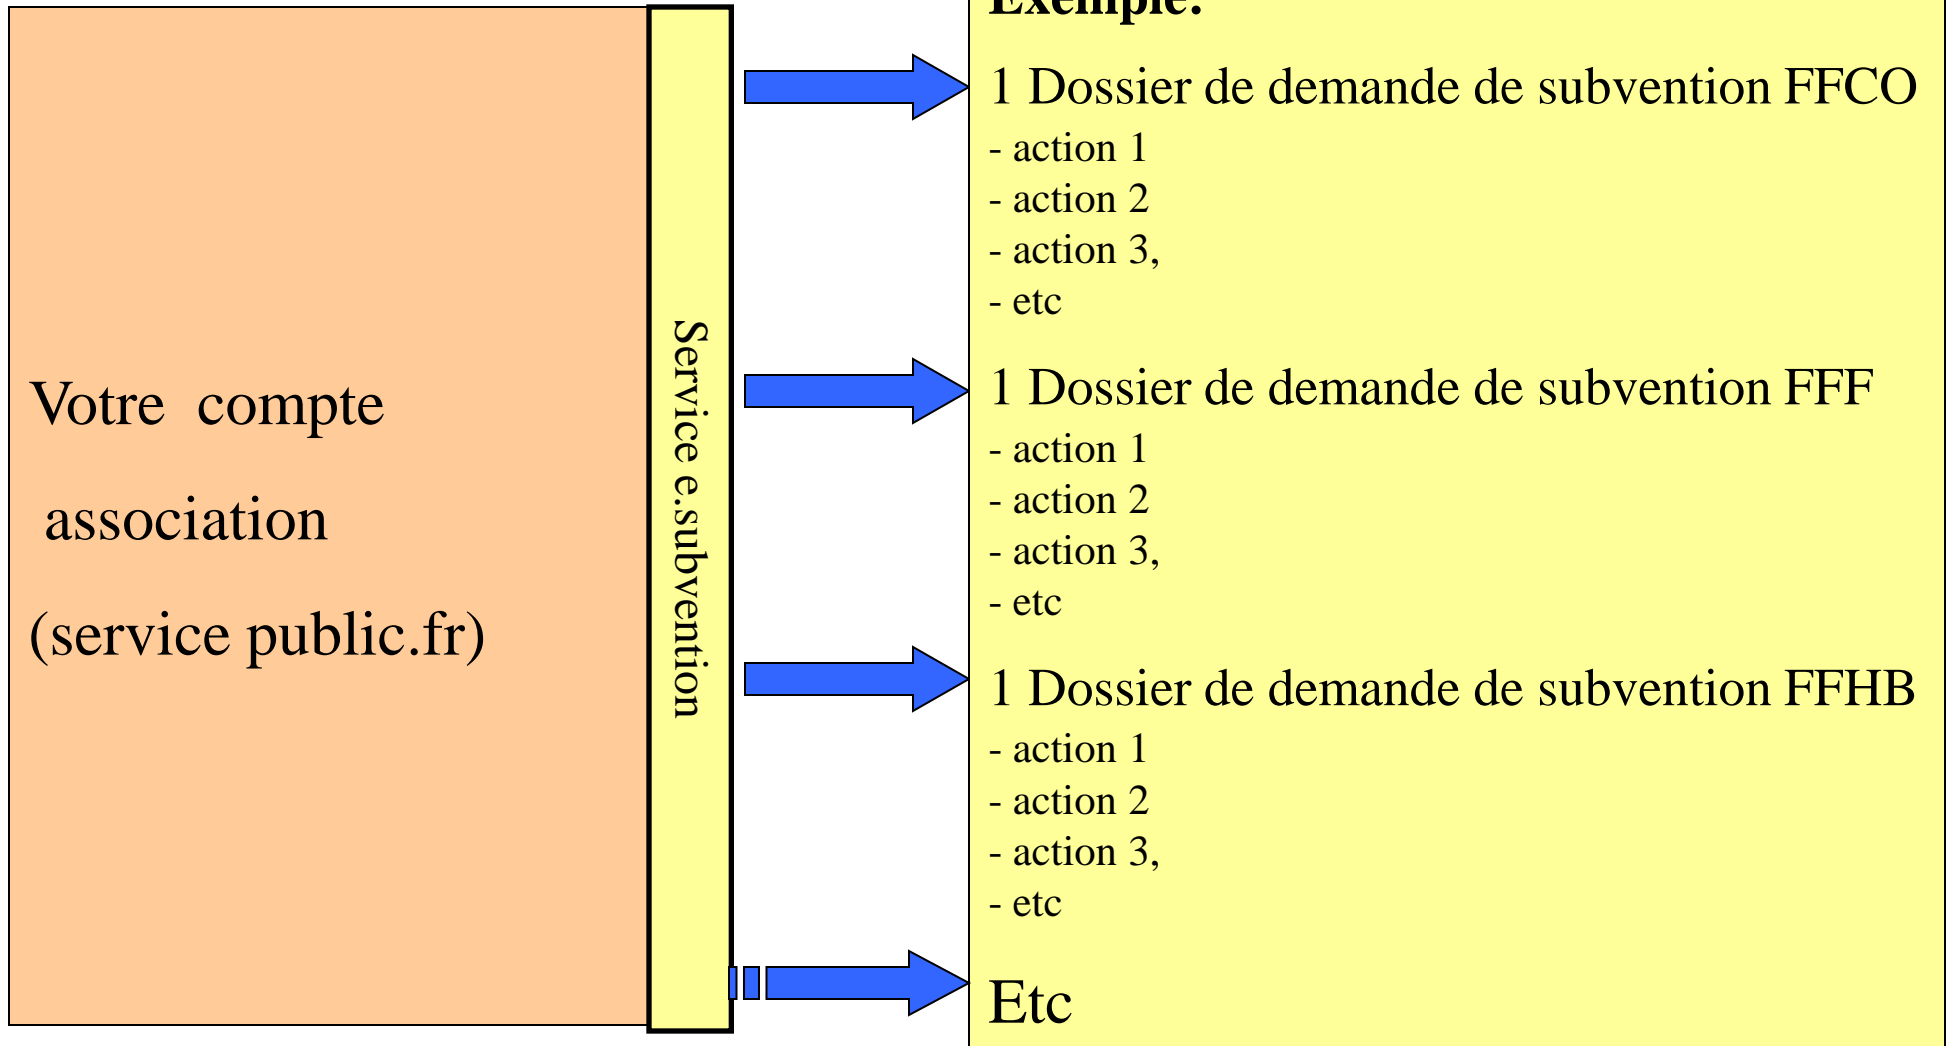 Votre compte
association
(service public.fr)
Service e.subvention
Exemple:
1 Dossier de demande de subvention FFCO
- action 1
- action 2
- action 3,
- etc
1 Dossier de demande de subvention FFF
- action 1
- action 2
- action 3,
- etc
1 Dossier de demande de subvention FFHB
- action 1
- action 2
- action 3,
- etc
Etc